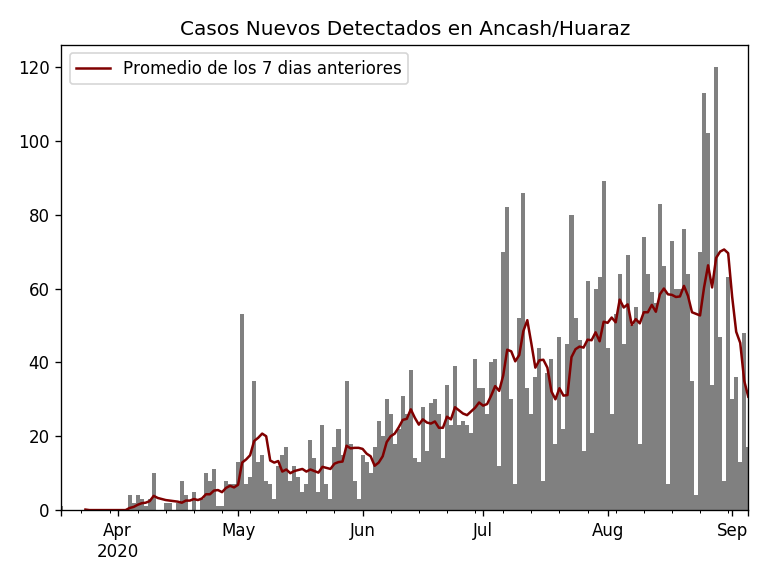 Casos Nuevos Detectados en Ancash/Huaraz
Promedio de los 7 dias anteriores
120
100
80
60
40
20
0
Apr May Jun Jul Aug Sep
2020